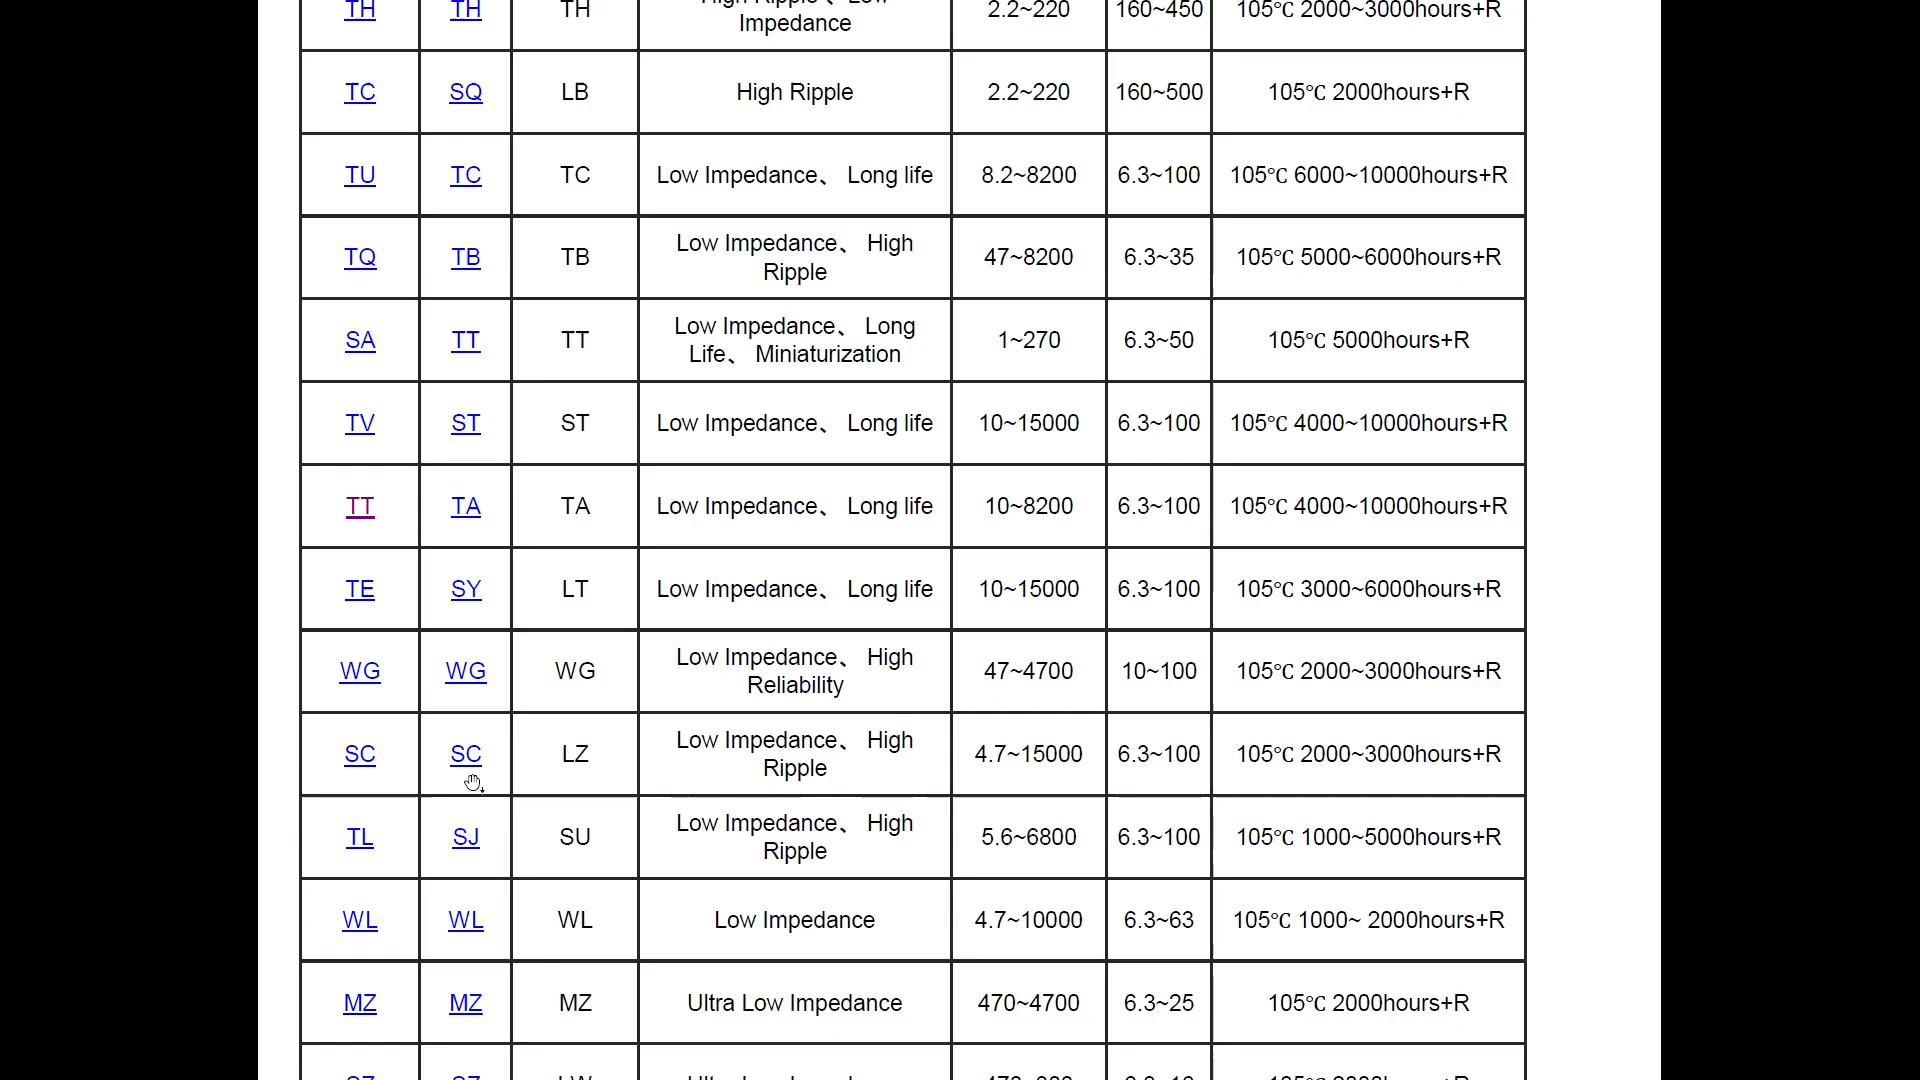 TH TH TH High Ripple、Low 2.2~220 160~450 105℃ 2000~3000hours+R
Impedance
TC SQ LB High Ripple 2.2~220 160~500 105℃ 2000hours+R
TU TC TC Low Impedance、 Long life 8.2~8200 6.3~100 105℃ 6000~10000hours+R
TQ TB TB Low Impedance、 High 47~8200 6.3~35 105℃ 5000~6000hours+R
Ripple
SA TT TT Low Impedance、 Long 1~270 6.3~50 105℃ 5000hours+R
Life、 Miniaturization
TV ST ST Low Impedance、 Long life 10~15000 6.3~100 105℃ 4000~10000hours+R
TT TA TA Low Impedance、 Long life 10~8200 6.3~100 105℃ 4000~10000hours+R
TE SY LT Low Impedance、 Long life 10~15000 6.3~100 105℃ 3000~6000hours+R
WG WG WG Low Impedance、 High 47~4700 10~100 105℃ 2000~3000hours+R
Reliability
SC SC LZ Low Impedance、 High 4.7~15000 6.3~100 105℃ 2000~3000hours+R
Ripple
TL SJ SU Low Impedance、 High 5.6~6800 6.3~100 105℃ 1000~5000hours+R
Ripple
WL WL WL Low Impedance 4.7~10000 6.3~63 105℃ 1000~ 2000hours+R
MZ MZ MZ Ultra Low Impedance 470~4700 6.3~25 105℃ 2000hours+R